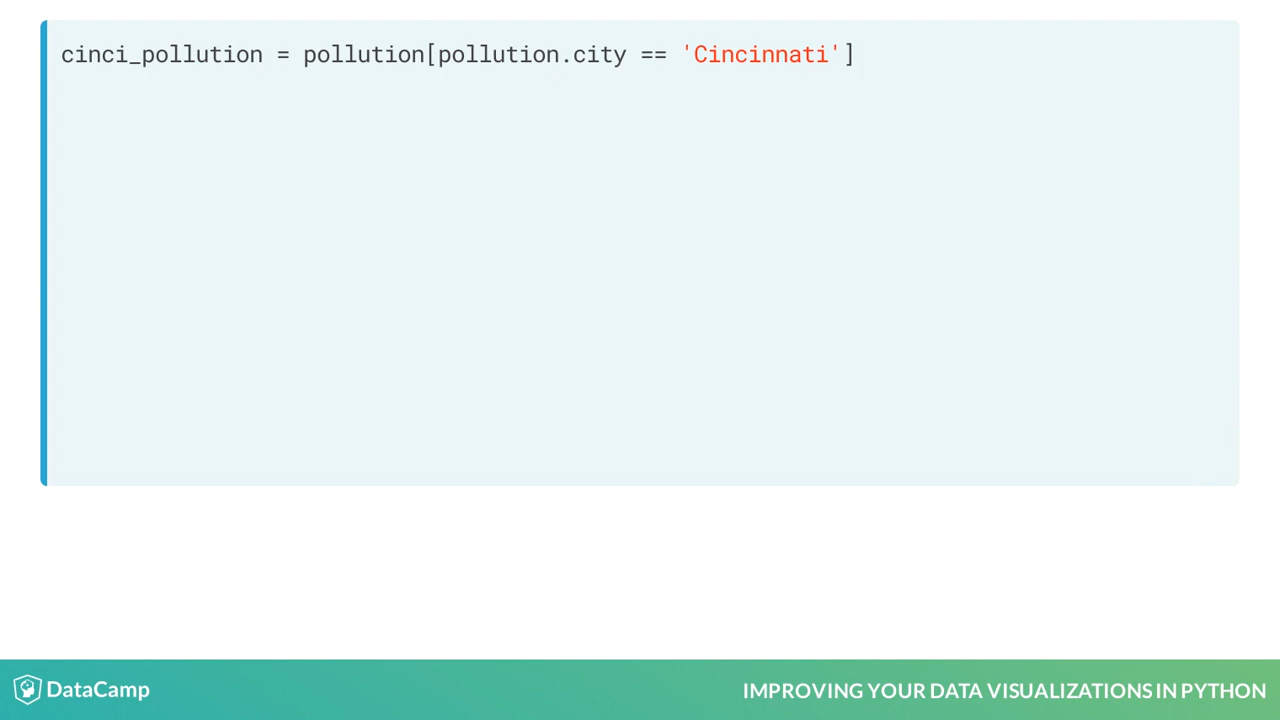 cinci_pollution = pollution[pollution.city == 'Cincinnati']
DataCamp
IMPROVING YOUR DATA VISUALIZATIONS IN PYTHON